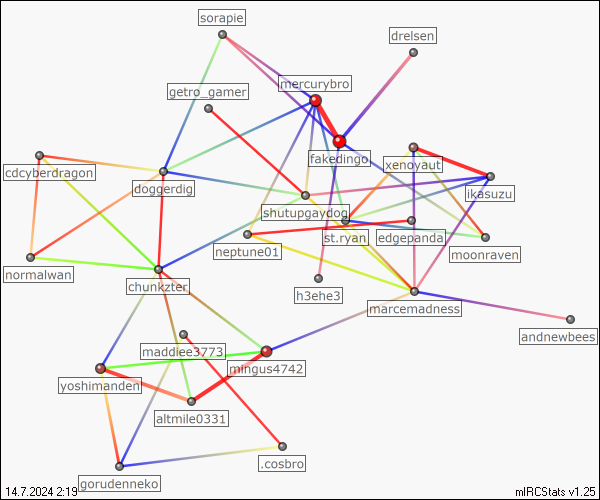 sorapie
drelsen
mercurybro
getro_gamer
fakedingo
xenovaut
cdcyberdragon
doggerdig
ikasuzu
shutupgaydog
st.ryan
edgepanda
neptune01
moonraven
normalwan
chunkzter
h3ehe3
marcemadness
andnewbees
maddiee3773
mingus4742
yoshimanden
altmile0331
.cosbro
gorudenneko
14.7.2024 2:19
mIRCStats v1.25